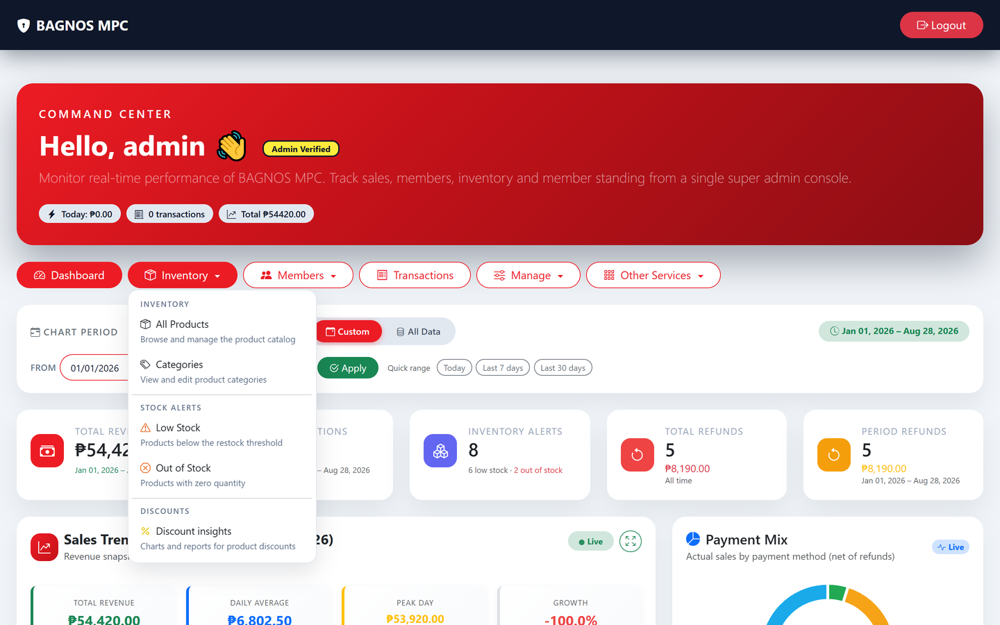 BAGNOS MPC
Logout
COMMAND CENTER
Hello, admin 👋 Admin Verified
Monitor real-time performance of BAGNOS MPC. Track sales, members, inventory and member standing from a single super admin console.
Today: ₱0.00
0 transactions
Total ₱54420.00
Dashboard
Inventory
Members
Transactions
Manage
Other Services
INVENTORY
All Products
Browse and manage the product catalog
Categories
View and edit product categories
STOCK ALERTS
Low Stock
Products below the restock threshold
Out of Stock
Products with zero quantity
DISCOUNTS
Discount insights
Charts and reports for product discounts
CHART PERIOD
Custom
All Data
Jan 01, 2026 – Aug 28, 2026
FROM 01/01/2026
Apply
Quick range
Today
Last 7 days
Last 30 days
TOTAL REV
₱54,42
Jan 01, 2026 –
TIONS
– Aug 28, 2026
INVENTORY ALERTS
8
6 low stock · 2 out of stock
TOTAL REFUNDS
5
₱8,190.00
All time
PERIOD REFUNDS
5
₱8,190.00
Jan 01, 2026 – Aug 28, 2026
Sales Tren
26)
Revenue snaps
Live
TOTAL REVENUE
₱54,420.00
DAILY AVERAGE
₱6,802.50
PEAK DAY
₱53,920.00
GROWTH
-100.0%
Payment Mix
Actual sales by payment method (net of refunds)
Live